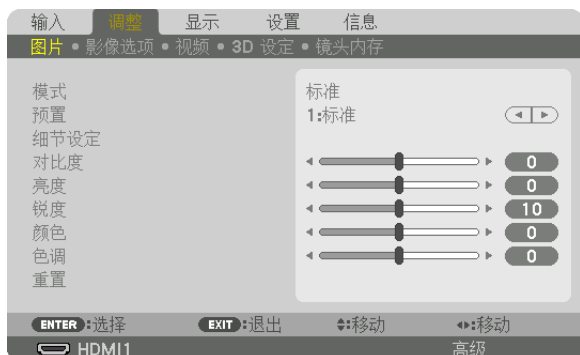 输入 调整 显示 设置 信息
图片 • 影像选项 • 视频 • 3D 设定 • 镜头内存
模式 标准
预置 1:标准
细节设定
对比度 0
亮度 0
锐度 10
颜色 0
色调 0
重置
ENTER:选择 EXIT:退出 :移动 :移动
HDMI1 高级